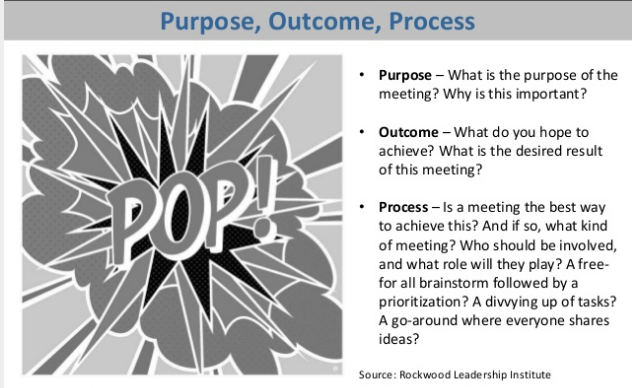 Purpose, Outcome, Process
POP!
• Purpose – What is the purpose of the
meeting? Why is this important?
• Outcome – What do you hope to
achieve? What is the desired result
of this meeting?
• Process – Is a meeting the best way
to achieve this? And if so, what kind
of meeting? Who should be involved,
and what role will they play? A free-
for all brainstorm followed by a
prioritization? A divvying up of tasks?
A go-around where everyone shares
ideas?
Source: Rockwood Leadership Institute